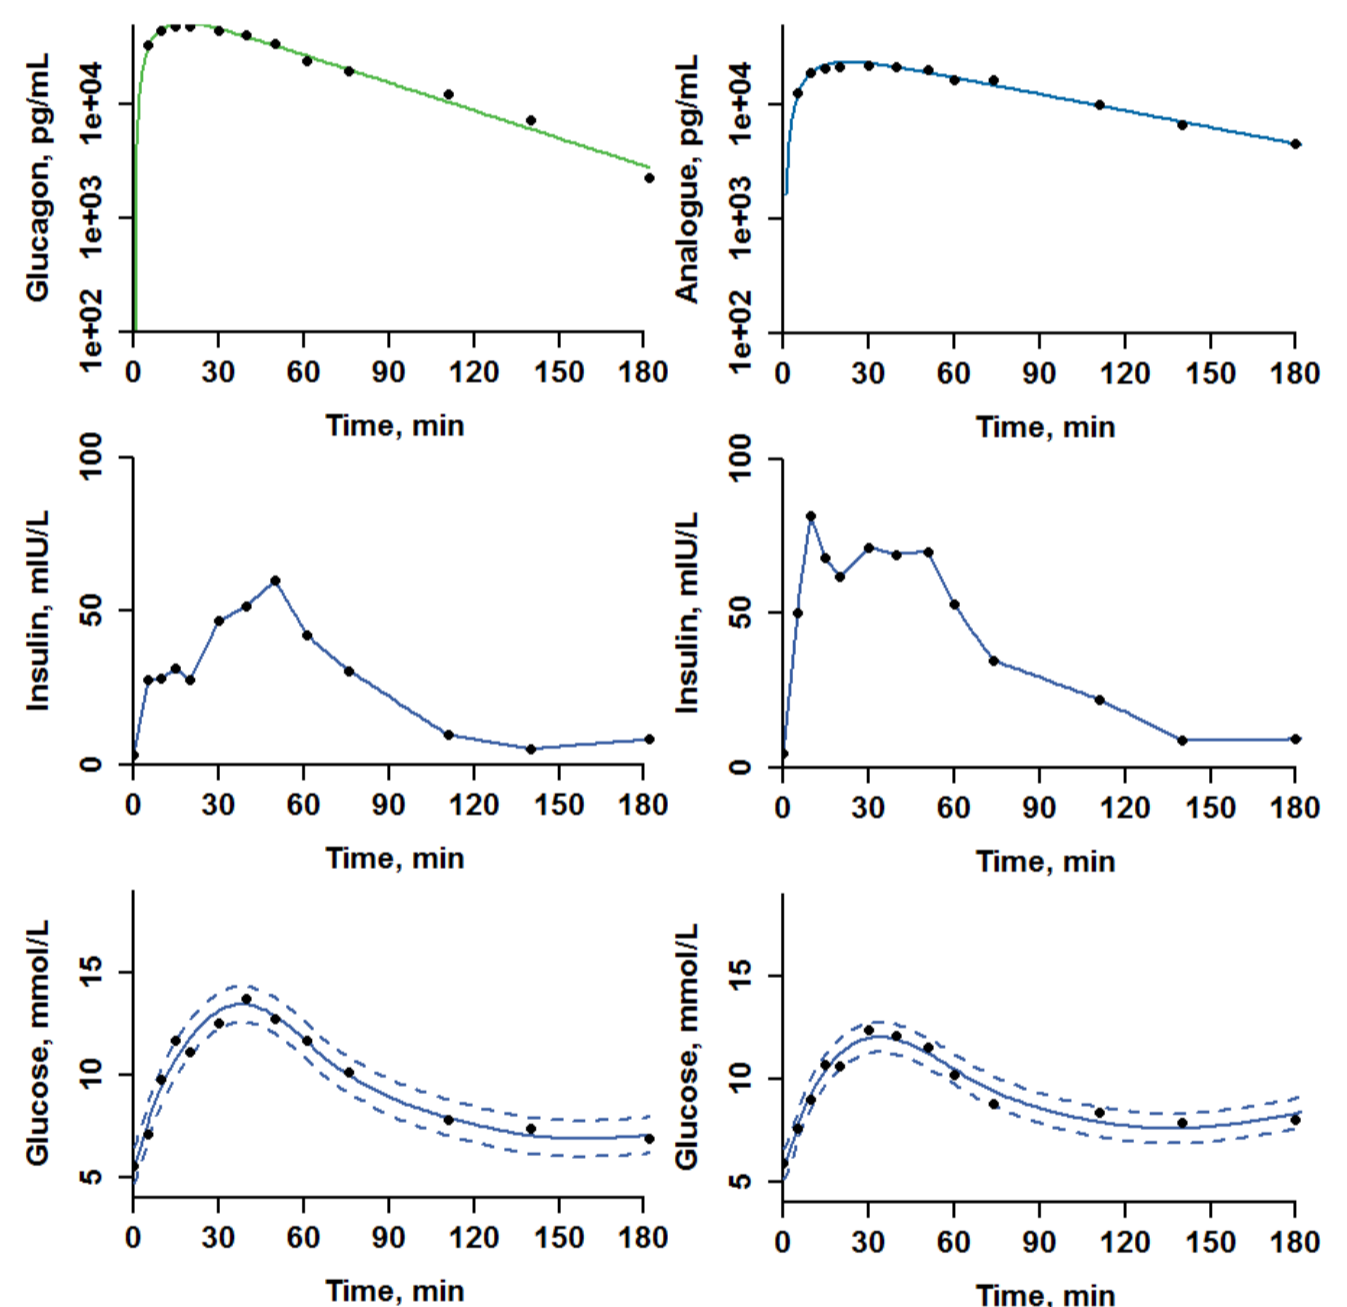 Glucagon, pg/mL
1e+04
1e+03
1e+02
0 30 60 90 120 150 180
Time, min
Analogue, pg/mL
1e+04
1e+03
1e+02
0 30 60 90 120 150 180
Time, min
Insulin, mIU/L
100
50
0
0 30 60 90 120 150 180
Time, min
Insulin, mIU/L
100
50
0
0 30 60 90 120 150 180
Time, min
Glucose, mmol/L
15
10
5
0 30 60 90 120 150 180
Time, min
Glucose, mmol/L
15
10
5
0 30 60 90 120 150 180
Time, min